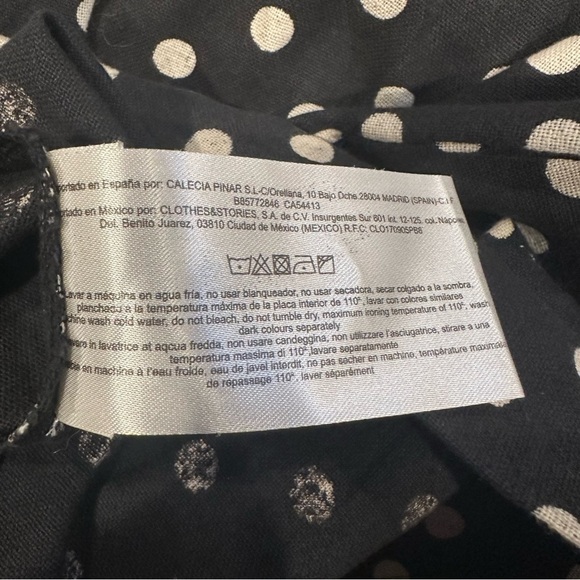 portado en España por: CALECIA PINAR S.L-C/Orellana, 10 Bajo Dcha 28004 MADRID (SPAIN)-C.I.F
B85772848 CA54413
ortado en México por: CLOTHES&STORIES, S.A. de C.V. Insurgentes Sur 601 int. 12-125, col. Nápoles
Del. Benito Juarez, 03810 Ciudad de México (MEXICO) R.F.C: CLO170905PB8
Lavar a máquina en agua fría, no usar blanqueador, no usar secadora, secar colgado a la sombra,
planchado a la temperatura máxima de la placa interior de 110°, lavar con colores similares
chine wash cold water, do not bleach, do not tumble dry, maximum ironing temperature of 110°, wash
dark colours separately
vare in lavatrice at aqcua fredda, non usare candeggina, non utilizzare l'asciugatrice, stirare a una
temperatura massima di 110°,lavare separatamente
en machine à l'eau froide, eau de javel interdit, ne pas secher en machine, température maximale
de repassage 110°, laver séparément